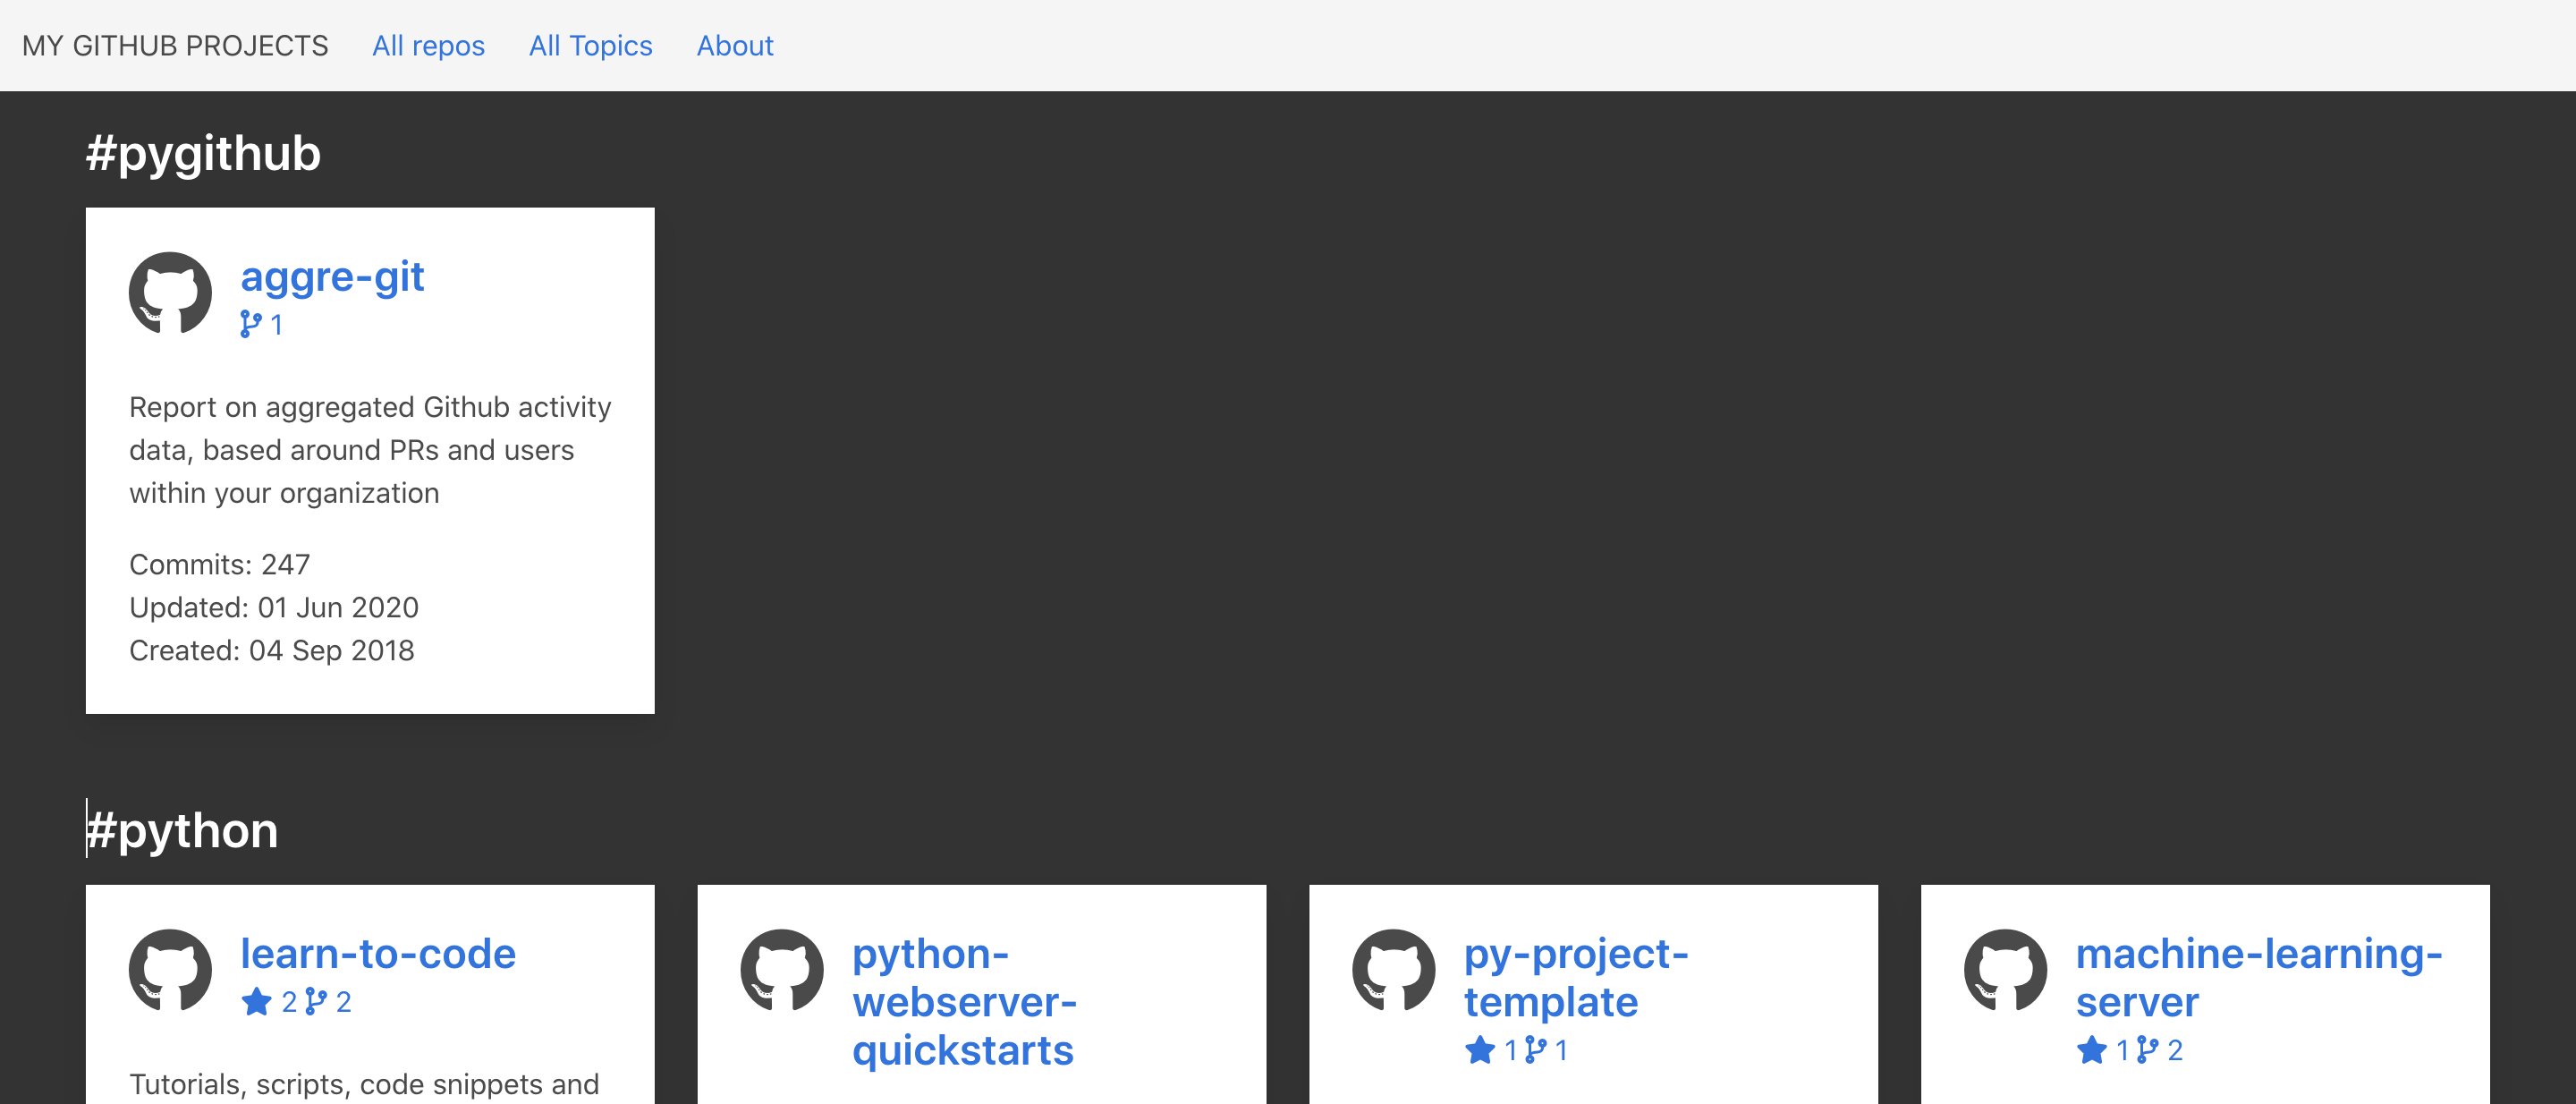 MY GITHUB PROJECTS All repos All Topics About
#pygithub
aggre-git
1
Report on aggregated Github activity
data, based around PRs and users
within your organization
Commits: 247
Updated: 01 Jun 2020
Created: 04 Sep 2018
#python
learn-to-code
2 2
Tutorials, scripts, code snippets and
python-
webserver-
quickstarts
py-project-
template
1 1
machine-learning-
server
1 2